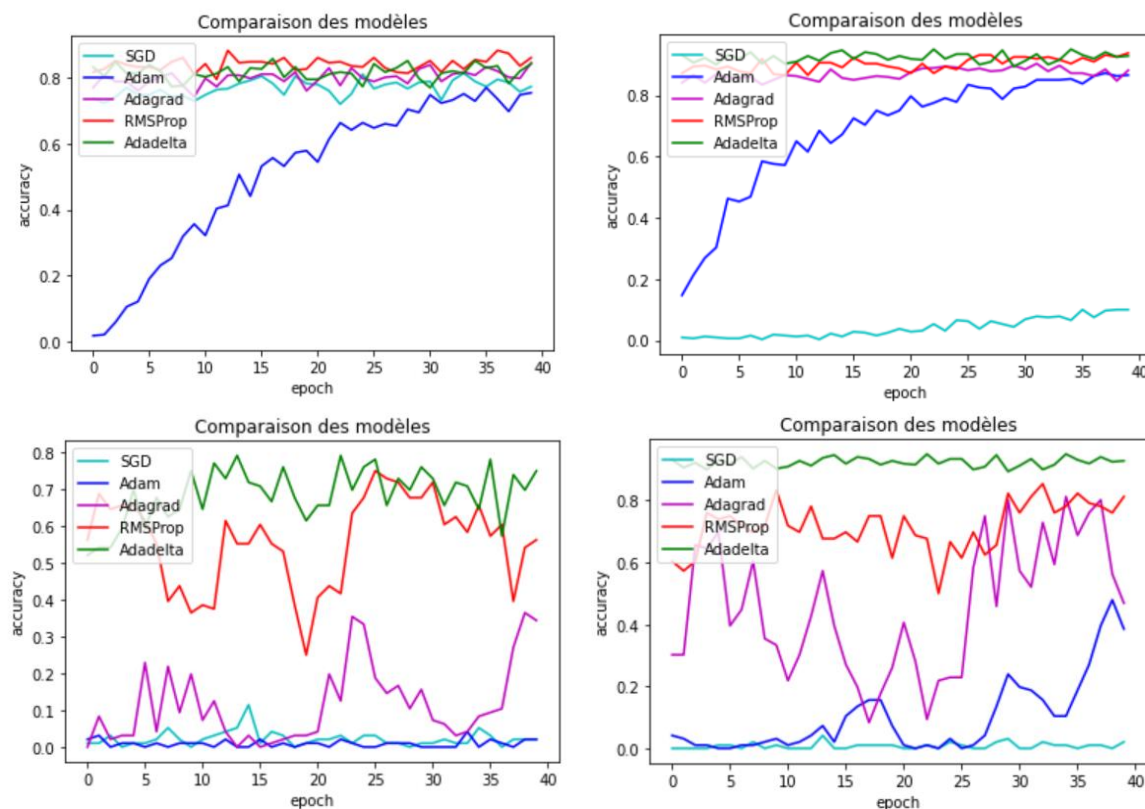 Comparaison des modèles
SGD
Adam
Adagrad
RMSProp
Adadelta
accuracy
0.8
0.6
0.4
0.2
0.0
0 5 10 15 20 25 30 35 40
epoch
Comparaison des modèles
SGD
Adam
Adagrad
RMSProp
Adadelta
accuracy
0.8
0.6
0.4
0.2
0.0
0 5 10 15 20 25 30 35 40
epoch
Comparaison des modèles
SGD
Adam
Adagrad
RMSProp
Adadelta
accuracy
0.8
0.7
0.6
0.5
0.4
0.3
0.2
0.1
0.0
0 5 10 15 20 25 30 35 40
epoch
Comparaison des modèles
SGD
Adam
Adagrad
RMSProp
Adadelta
accuracy
0.8
0.6
0.4
0.2
0.0
0 5 10 15 20 25 30 35 40
epoch